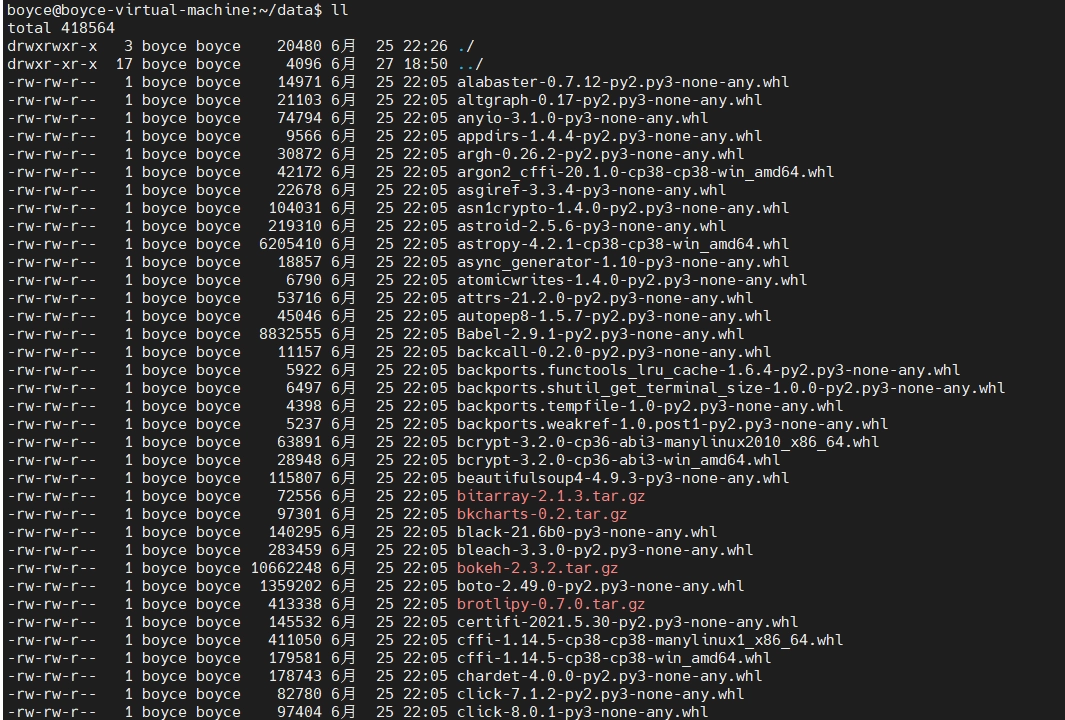 boyce@boyce-virtual-machine:~/data$ ll
total 418564
drwxrwxr-x   3 boyce boyce    20480 6月   25 22:26 ./
drwxr-xr-x  17 boyce boyce     4096 6月   27 18:50 ../
-rw-rw-r--   1 boyce boyce    14971 6月   25 22:05 alabaster-0.7.12-py2.py3-none-any.whl
-rw-rw-r--   1 boyce boyce    21103 6月   25 22:05 altgraph-0.17-py2.py3-none-any.whl
-rw-rw-r--   1 boyce boyce    74794 6月   25 22:05 anyio-3.1.0-py3-none-any.whl
-rw-rw-r--   1 boyce boyce     9566 6月   25 22:05 appdirs-1.4.4-py2.py3-none-any.whl
-rw-rw-r--   1 boyce boyce    30872 6月   25 22:05 argh-0.26.2-py2.py3-none-any.whl
-rw-rw-r--   1 boyce boyce    42172 6月   25 22:05 argon2_cffi-20.1.0-cp38-cp38-win_amd64.whl
-rw-rw-r--   1 boyce boyce    22678 6月   25 22:05 asgiref-3.3.4-py3-none-any.whl
-rw-rw-r--   1 boyce boyce   104031 6月   25 22:05 asn1crypto-1.4.0-py2.py3-none-any.whl
-rw-rw-r--   1 boyce boyce   219310 6月   25 22:05 astroid-2.5.6-py3-none-any.whl
-rw-rw-r--   1 boyce boyce  6205410 6月   25 22:05 astropy-4.2.1-cp38-cp38-win_amd64.whl
-rw-rw-r--   1 boyce boyce    18857 6月   25 22:05 async_generator-1.10-py3-none-any.whl
-rw-rw-r--   1 boyce boyce     6790 6月   25 22:05 atomicwrites-1.4.0-py2.py3-none-any.whl
-rw-rw-r--   1 boyce boyce    53716 6月   25 22:05 attrs-21.2.0-py2.py3-none-any.whl
-rw-rw-r--   1 boyce boyce    45046 6月   25 22:05 autopep8-1.5.7-py2.py3-none-any.whl
-rw-rw-r--   1 boyce boyce  8832555 6月   25 22:05 Babel-2.9.1-py2.py3-none-any.whl
-rw-rw-r--   1 boyce boyce    11157 6月   25 22:05 backcall-0.2.0-py2.py3-none-any.whl
-rw-rw-r--   1 boyce boyce     5922 6月   25 22:05 backports.functools_lru_cache-1.6.4-py2.py3-none-any.whl
-rw-rw-r--   1 boyce boyce     6497 6月   25 22:05 backports.shutil_get_terminal_size-1.0.0-py2.py3-none-any.whl
-rw-rw-r--   1 boyce boyce     4398 6月   25 22:05 backports.tempfile-1.0-py2.py3-none-any.whl
-rw-rw-r--   1 boyce boyce     5237 6月   25 22:05 backports.weakref-1.0.post1-py2.py3-none-any.whl
-rw-rw-r--   1 boyce boyce    63891 6月   25 22:05 bcrypt-3.2.0-cp36-abi3-manylinux2010_x86_64.whl
-rw-rw-r--   1 boyce boyce    28948 6月   25 22:05 bcrypt-3.2.0-cp36-abi3-win_amd64.whl
-rw-rw-r--   1 boyce boyce   115807 6月   25 22:05 beautifulsoup4-4.9.3-py3-none-any.whl
-rw-rw-r--   1 boyce boyce    72556 6月   25 22:05 bitarray-2.1.3.tar.gz
-rw-rw-r--   1 boyce boyce    97301 6月   25 22:05 bkcharts-0.2.tar.gz
-rw-rw-r--   1 boyce boyce   140295 6月   25 22:05 black-21.6b0-py3-none-any.whl
-rw-rw-r--   1 boyce boyce   283459 6月   25 22:05 bleach-3.3.0-py2.py3-none-any.whl
-rw-rw-r--   1 boyce boyce 10662248 6月   25 22:05 bokeh-2.3.2.tar.gz
-rw-rw-r--   1 boyce boyce  1359202 6月   25 22:05 boto-2.49.0-py2.py3-none-any.whl
-rw-rw-r--   1 boyce boyce   413338 6月   25 22:05 brotlipy-0.7.0.tar.gz
-rw-rw-r--   1 boyce boyce   145532 6月   25 22:05 certifi-2021.5.30-py2.py3-none-any.whl
-rw-rw-r--   1 boyce boyce   411050 6月   25 22:05 cffi-1.14.5-cp38-cp38-manylinux1_x86_64.whl
-rw-rw-r--   1 boyce boyce   179581 6月   25 22:05 cffi-1.14.5-cp38-cp38-win_amd64.whl
-rw-rw-r--   1 boyce boyce   178743 6月   25 22:05 chardet-4.0.0-py2.py3-none-any.whl
-rw-rw-r--   1 boyce boyce    82780 6月   25 22:05 click-7.1.2-py2.py3-none-any.whl
-rw-rw-r--   1 boyce boyce    97404 6月   25 22:05 click-8.0.1-py3-none-any.whl